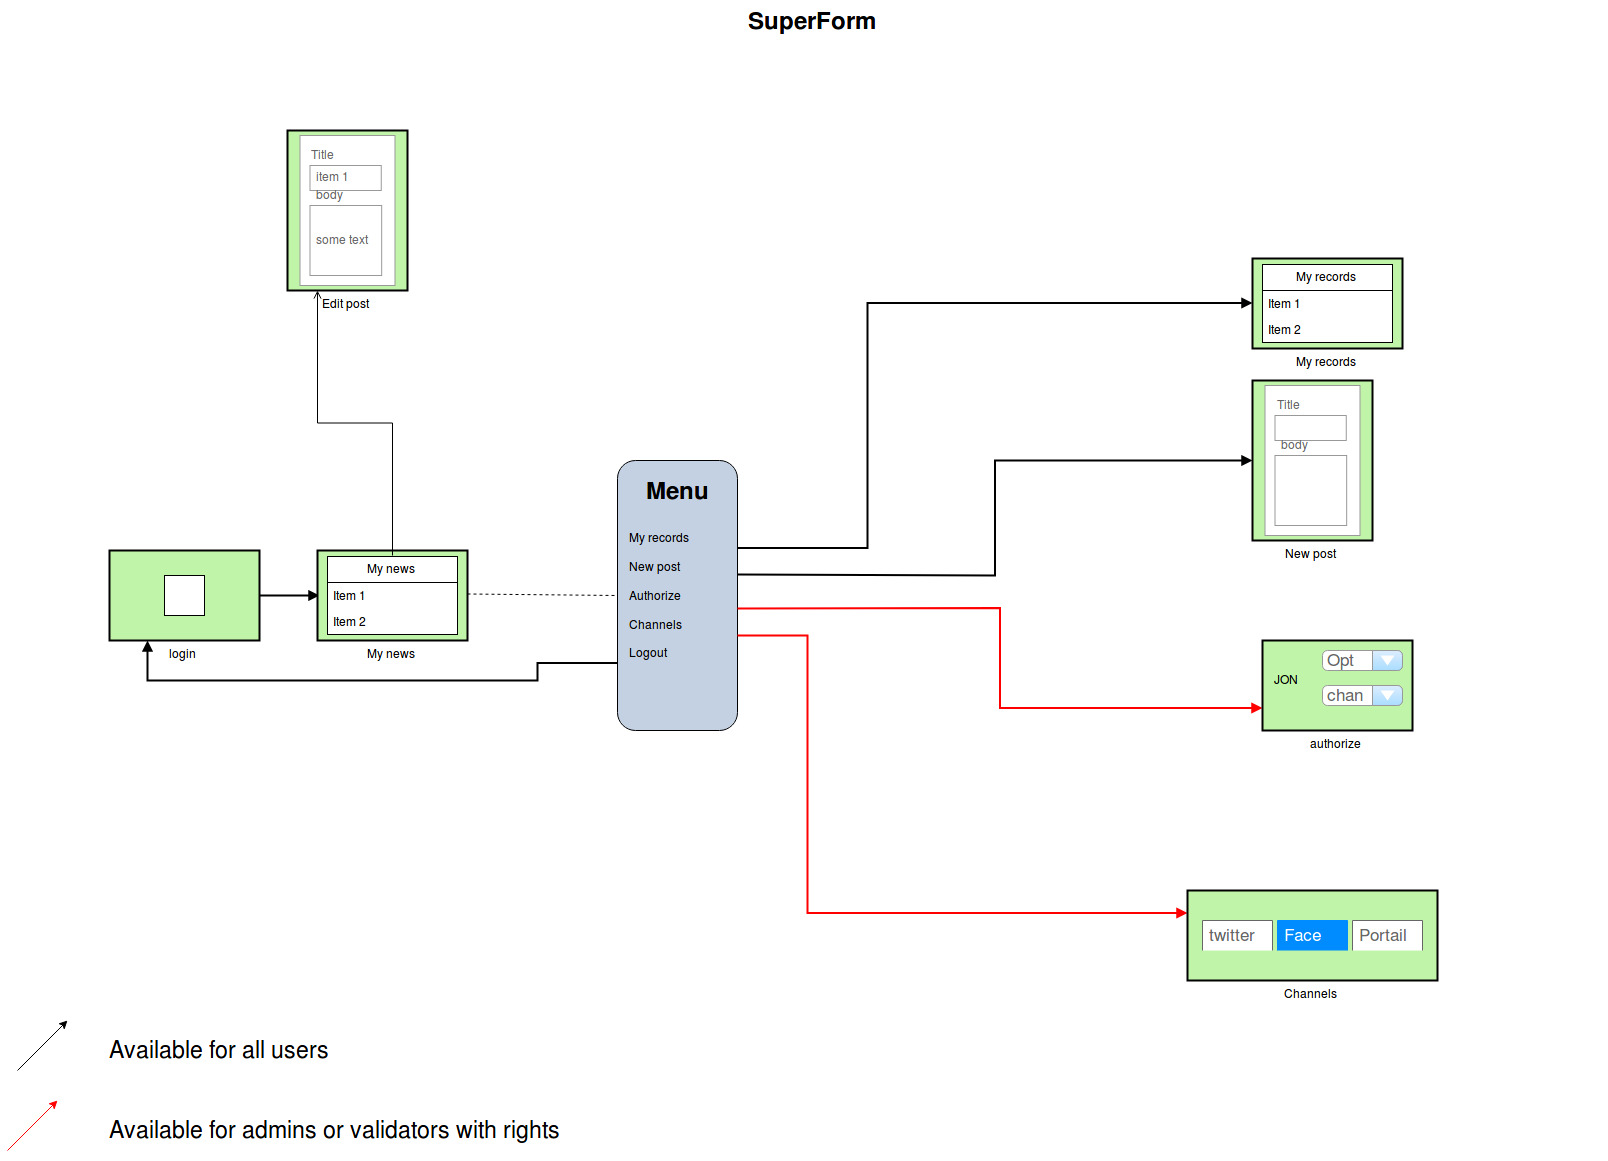 SuperForm
Title
item 1
body
some text
Edit post
My records
Item 1
Item 2
My records
Title
body
New post
Menu
My records
New post
Authorize
Channels
Logout
login
My news
Item 1
Item 2
My news
JON
Opt
chan
authorize
twitter
Face
Portail
Channels
Available for all users
Available for admins or validators with rights